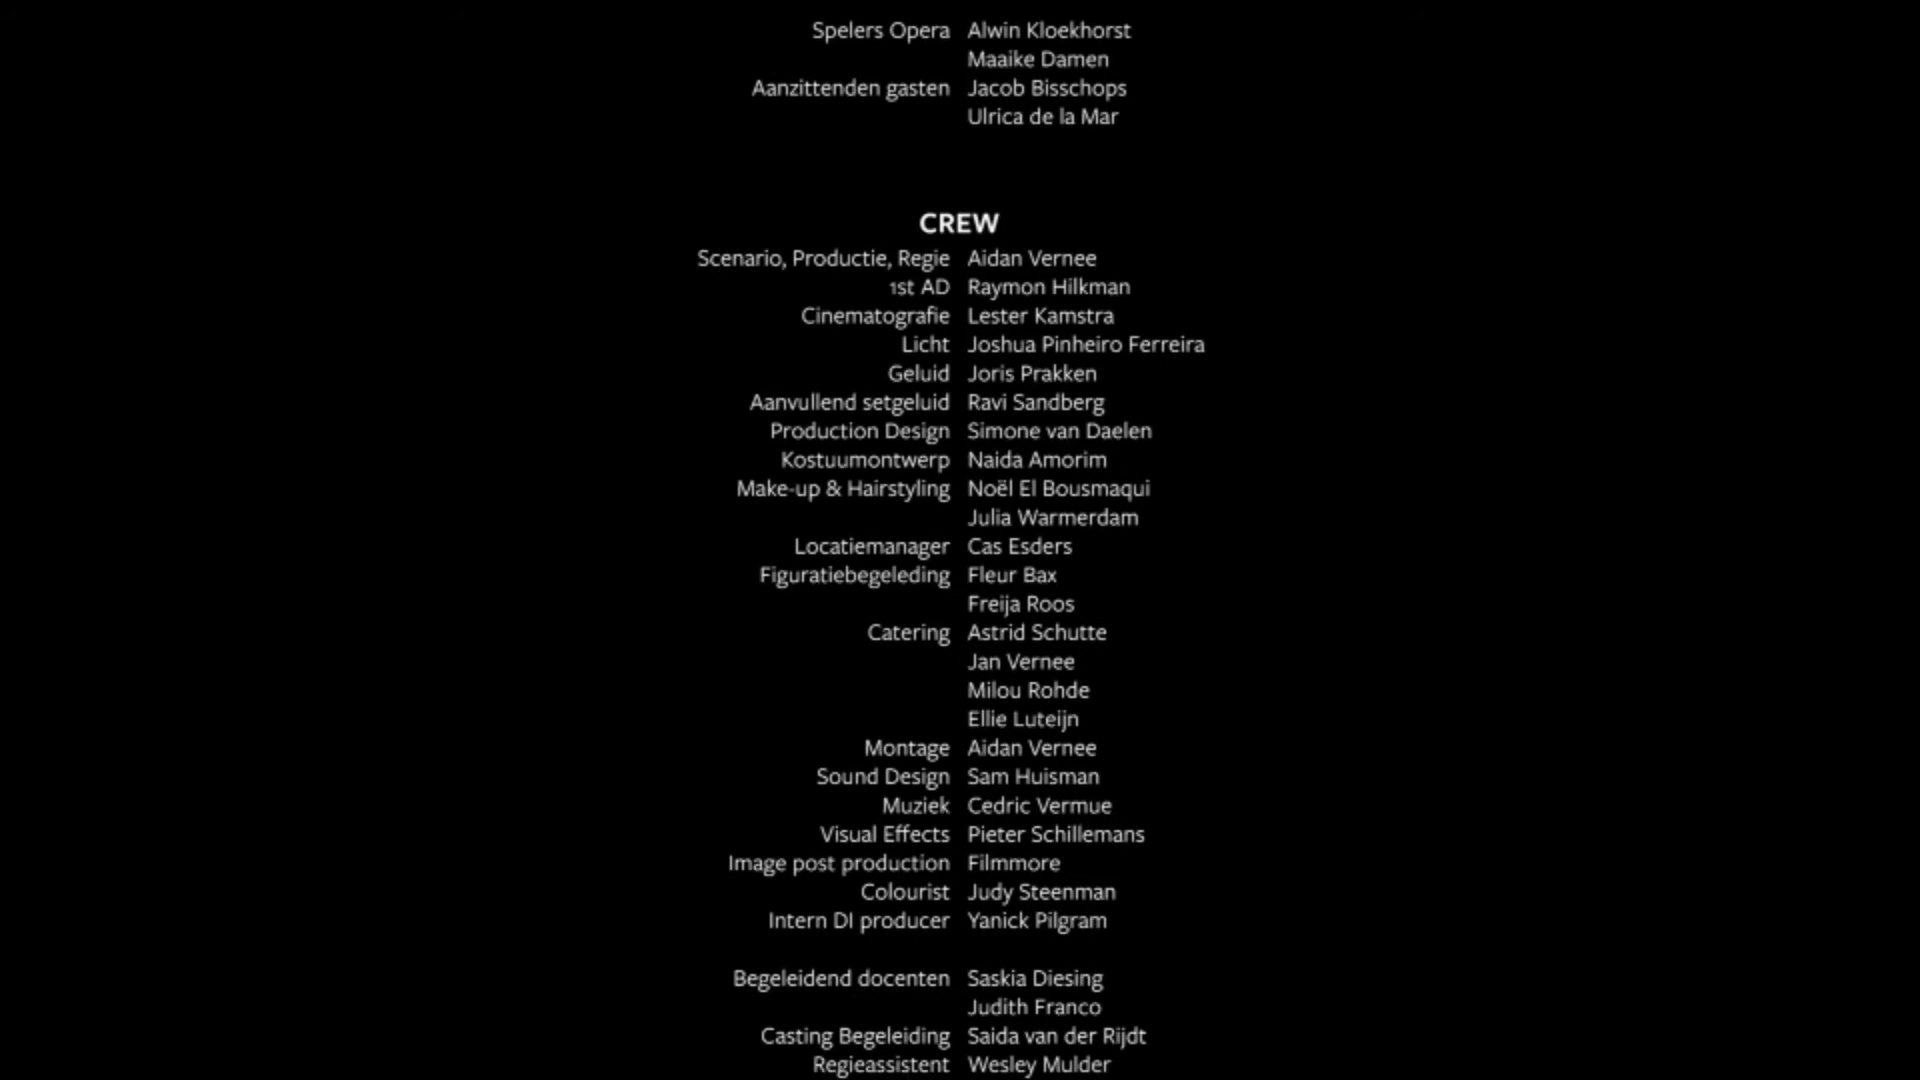 Spelers Opera Alwin Kloekhorst
Maaike Damen
Aanzittenden gasten Jacob Bisschops
Ulrica de la Mar
CREW
Scenario, Productie, Regie Aidan Vernee
1st AD Raymon Hilkman
Cinematografie Lester Kamstra
Licht Joshua Pinheiro Ferreira
Geluid Joris Prakken
Aanvullend setgeluid Ravi Sandberg
Production Design Simone van Daelen
Kostuumontwerp Naida Amorim
Make-up & Hairstyling Noël El Bousmaqui
Julia Warmerdam
Locatiemanager Cas Esders
Figuratiebegeleding Fleur Bax
Freija Roos
Catering Astrid Schutte
Jan Vernee
Milou Rohde
Ellie Luteijn
Montage Aidan Vernee
Sound Design Sam Huisman
Muziek Cedric Vermue
Visual Effects Pieter Schillemans
Image post production Filmmore
Colourist Judy Steenman
Intern DI producer Yanick Pilgram
Begeleidend docenten Saskia Diesing
Judith Franco
Casting Begeleiding Saida van der Rijdt
Regieassistent Wesley Mulder